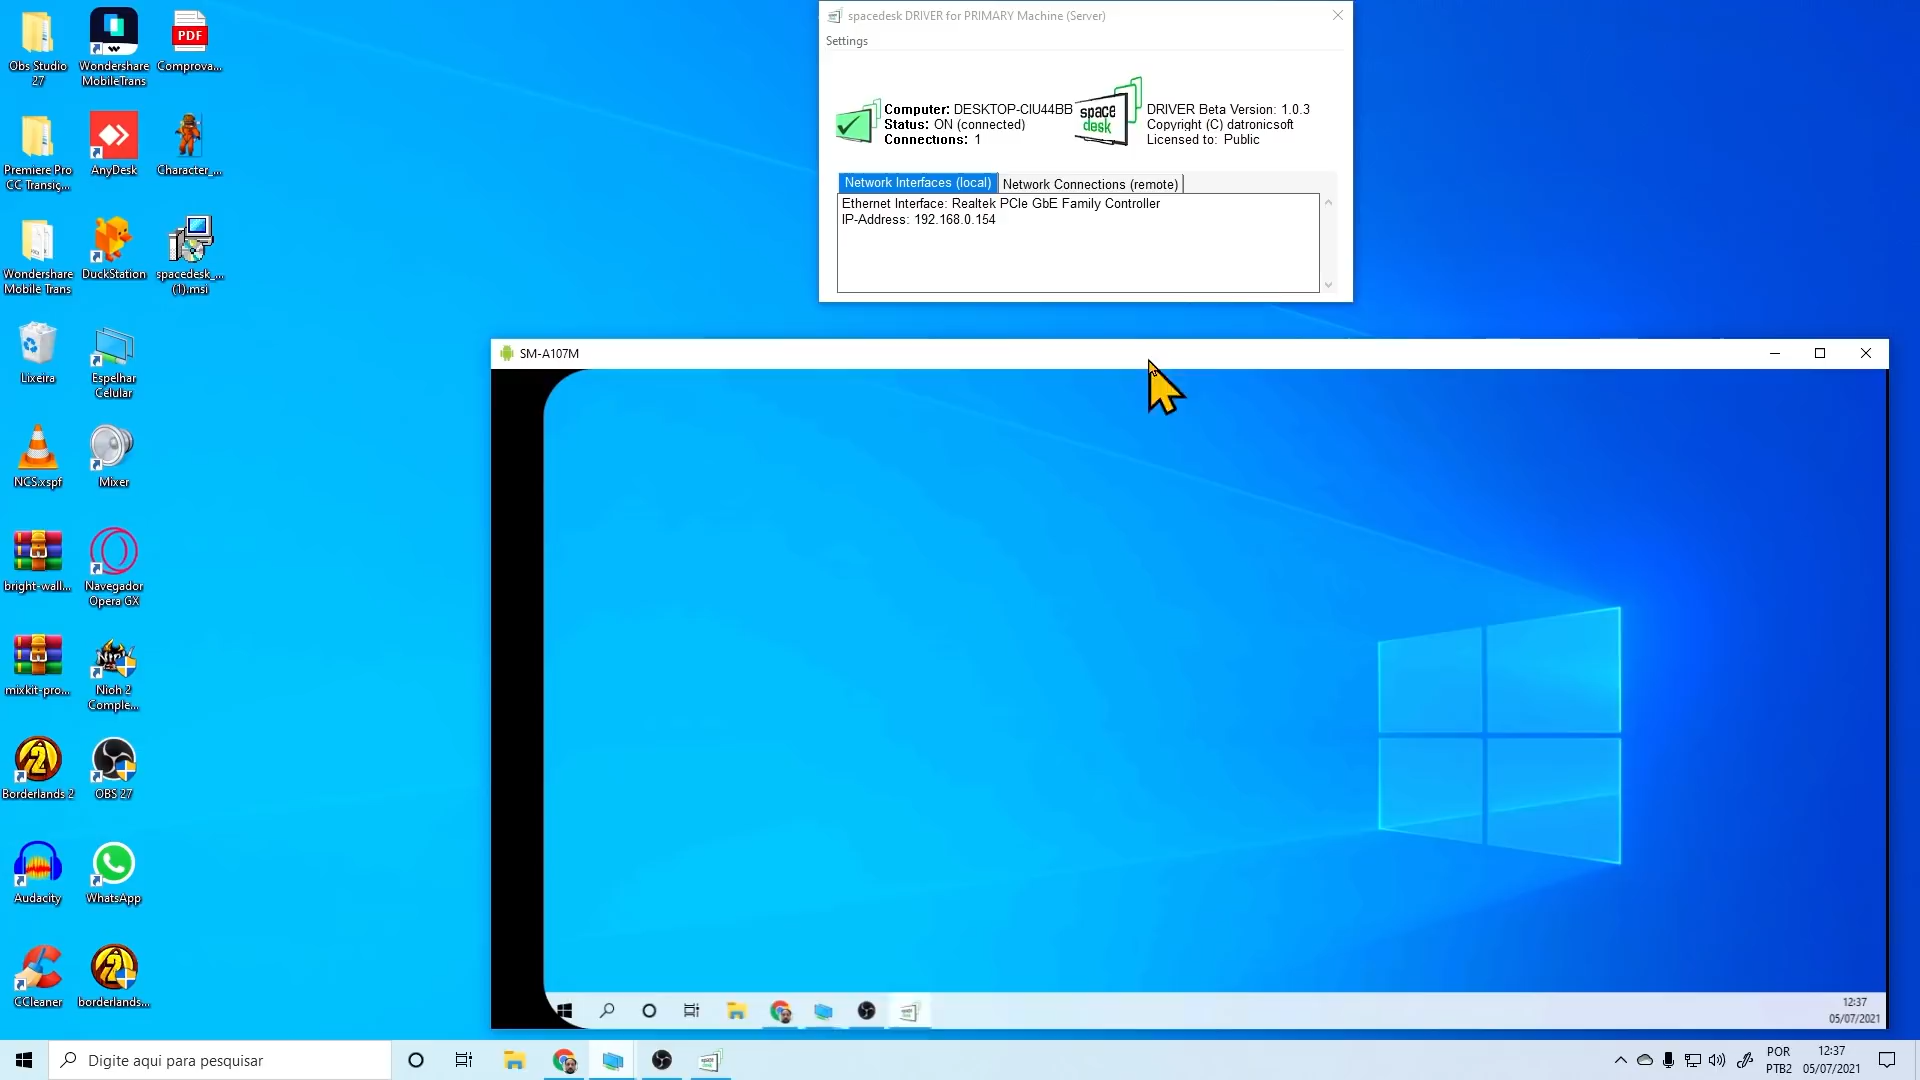 Obs Studio
27
Wondershare
MobileTrans
PDF
Comprova...
Premiere Pro
CC Transiç...
AnyDesk
Character_...
Wondershare
Mobile Trans
DuckStation
spacedesk_...
(1).msi
Lixeira
Espelhar
Celular
NCS.xspf
Mixer
bright-wall...
Navegador
Opera GX
mixkit-pro...
Nioh 2
Comple...
Borderlands 2
OBS 27
Audacity
WhatsApp
CCleaner
borderlands...
spacedesk DRIVER for PRIMARY Machine (Server)
Settings
Computer: DESKTOP-CIU44BB
Status: ON (connected)
Connections: 1
space
desk
DRIVER Beta Version: 1.0.3
Copyright (C) datronicsoft
Licensed to: Public
Network Interfaces (local)
Network Connections (remote)
Ethernet Interface: Realtek PCIe GbE Family Controller
IP-Address: 192.168.0.154
SM-A107M
12:37
05/07/2021
Digite aqui para pesquisar
POR
PTB2
12:37
05/07/2021